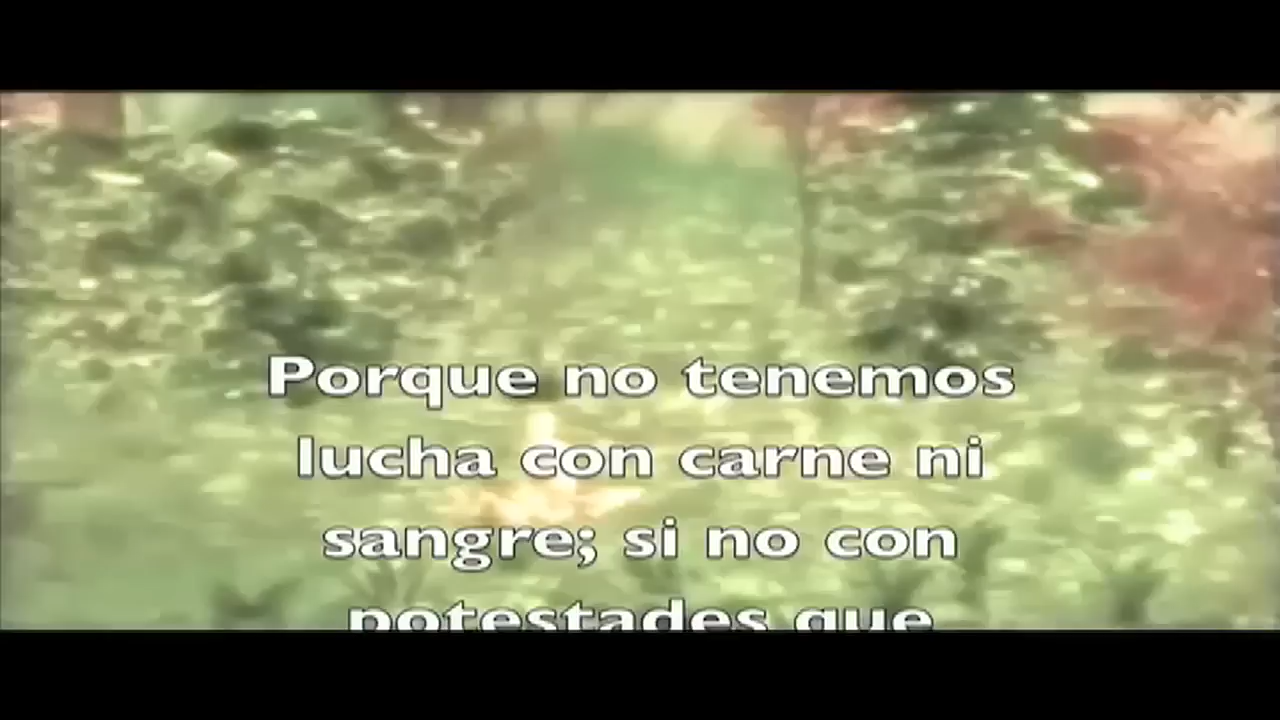 Porque no tenemos
lucha con carne ni
sangre; si no con
potestades que